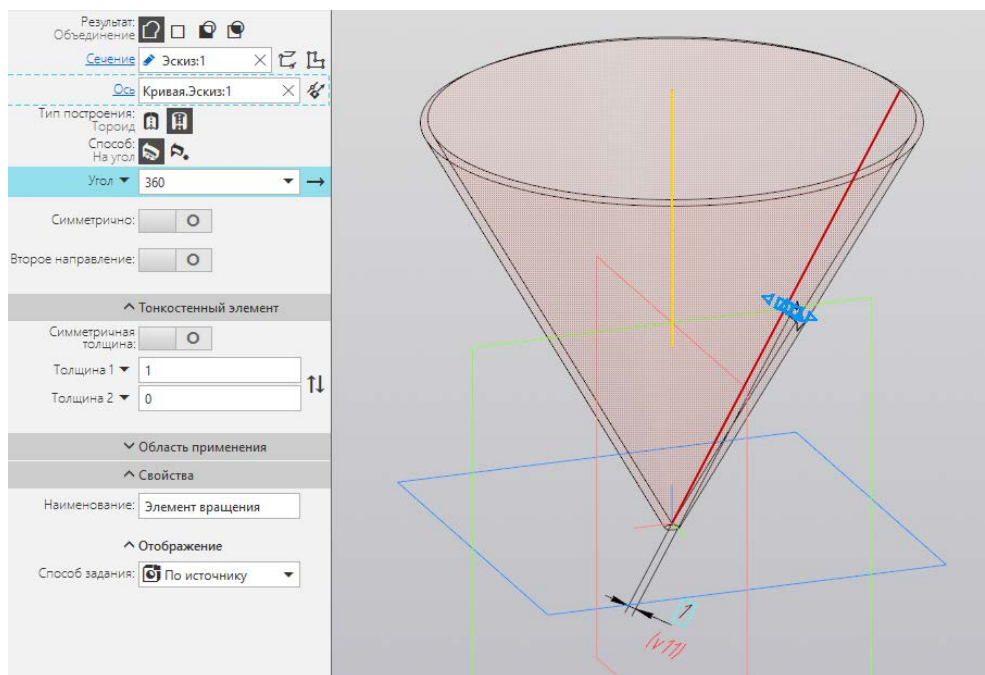 Результат:
Объединение
Сечение
Эскиз:1
Ось
Кривая.Эскиз:1
Тип построения:
Тороид
Способ:
На угол
Угол
360
Симметрично:
Второе направление:
Тонкостенный элемент
Симметричная
толщина:
Толщина 1
1
Толщина 2
0
Область применения
Свойства
Наименование:
Элемент вращения
Отображение
Способ задания:
По источнику
1
(v11)